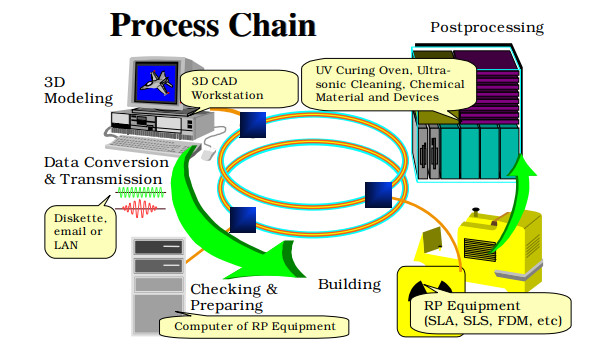 Process Chain
Postprocessing
3D
Modeling
3D CAD
Workstation
UV Curing Oven, Ultra-
sonic Cleaning, Chemical
Material and Devices
Data Conversion
& Transmission
Diskette,
email or
LAN
Checking &
Preparing
Computer of RP Equipment
Building
RP Equipment
(SLA, SLS, FDM, etc)